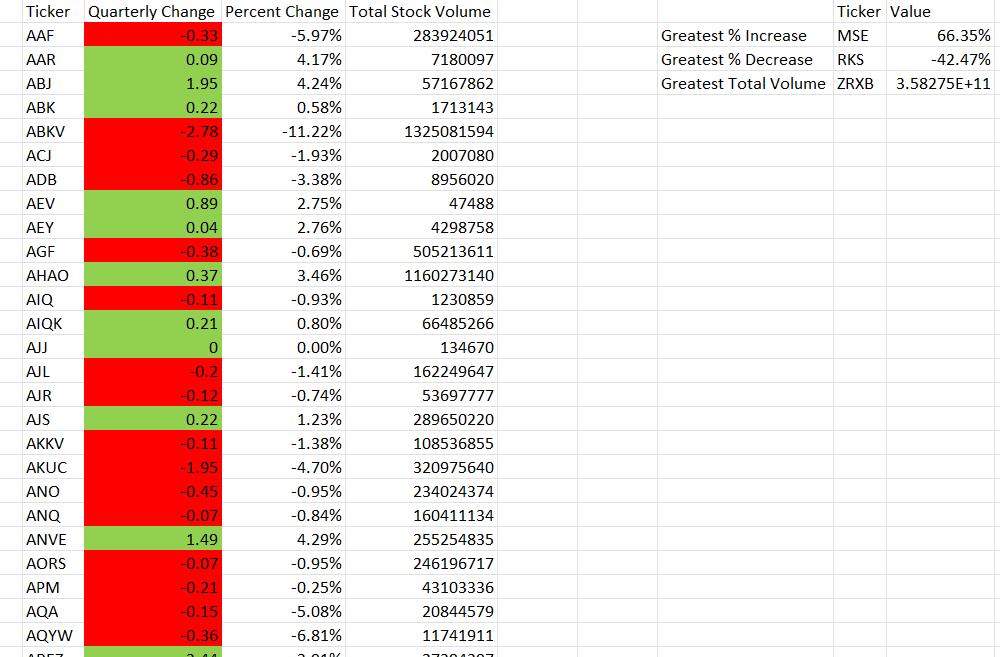 Ticker Quarterly Change Percent Change Total Stock Volume Ticker Value
AAF -0.33 -5.97% 283924051 Greatest % Increase MSE 66.35%
AAR 0.09 4.17% 7180097 Greatest % Decrease RKS -42.47%
ABJ 1.95 4.24% 57167862 Greatest Total Volume ZRXB 3.58275E+11
ABK 0.22 0.58% 1713143
ABKV -2.78 -11.22% 1325081594
ACJ -0.29 -1.93% 2007080
ADB -0.86 -3.38% 8956020
AEV 0.89 2.75% 47488
AEY 0.04 2.76% 4298758
AGF -0.38 -0.69% 505213611
AHAO 0.37 3.46% 1160273140
AIQ -0.11 -0.93% 1230859
AIQK 0.21 0.80% 66485266
AJJ 0 0.00% 134670
AJL -0.2 -1.41% 162249647
AJR -0.12 -0.74% 53697777
AJS 0.22 1.23% 289650220
AKKV -0.11 -1.38% 108536855
AKUC -1.95 -4.70% 320975640
ANO -0.45 -0.95% 234024374
ANQ -0.07 -0.84% 160411134
ANVE 1.49 4.29% 255254835
AORS -0.07 -0.95% 246196717
APM -0.21 -0.25% 43103336
AQA -0.15 -5.08% 20844579
AQYW -0.36 -6.81% 11741911